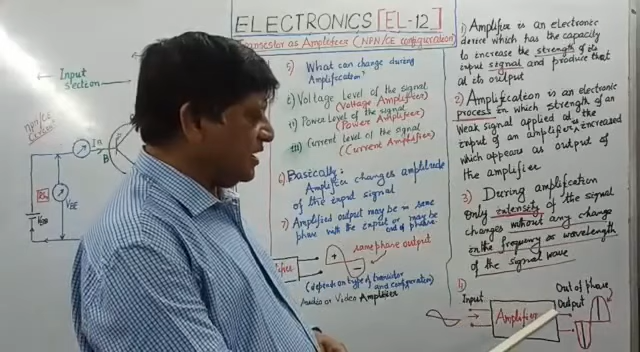 ELECTRONICS [EL-12]
Transistor as Amplifier (NPN/CE configuration)
Input
section
NPN/CE
IB
B
VBE
VBB
5) What can change during
Amplification?
i) Voltage level of the signal
(Voltage Amplifier)
ii) Power level of the signal
(Power Amplifier)
iii) Current level of the signal
(Current Amplifier)
6) Basically:
Amplifier changes amplitude
of the input signal
7) Amplified output may be in same
phase with the input or may be
out of phase
same phase output
+
−
(depends on type of transistor
and configuration)
Audio or Video Amplifier
1) Amplifier is an electronic
device which has the capacity
to increase the strength of its
input signal and produce that
at its output
2) Amplification is an electronic
process in which strength of an
weak signal applied at the
input of an amplifier, increased
which appears as output of
the amplifier
3) During amplification
only intensity of the signal
changes without any change
in the frequency or wavelength
of the signal wave
4)
Input
Amplifier
Out of phase
Output